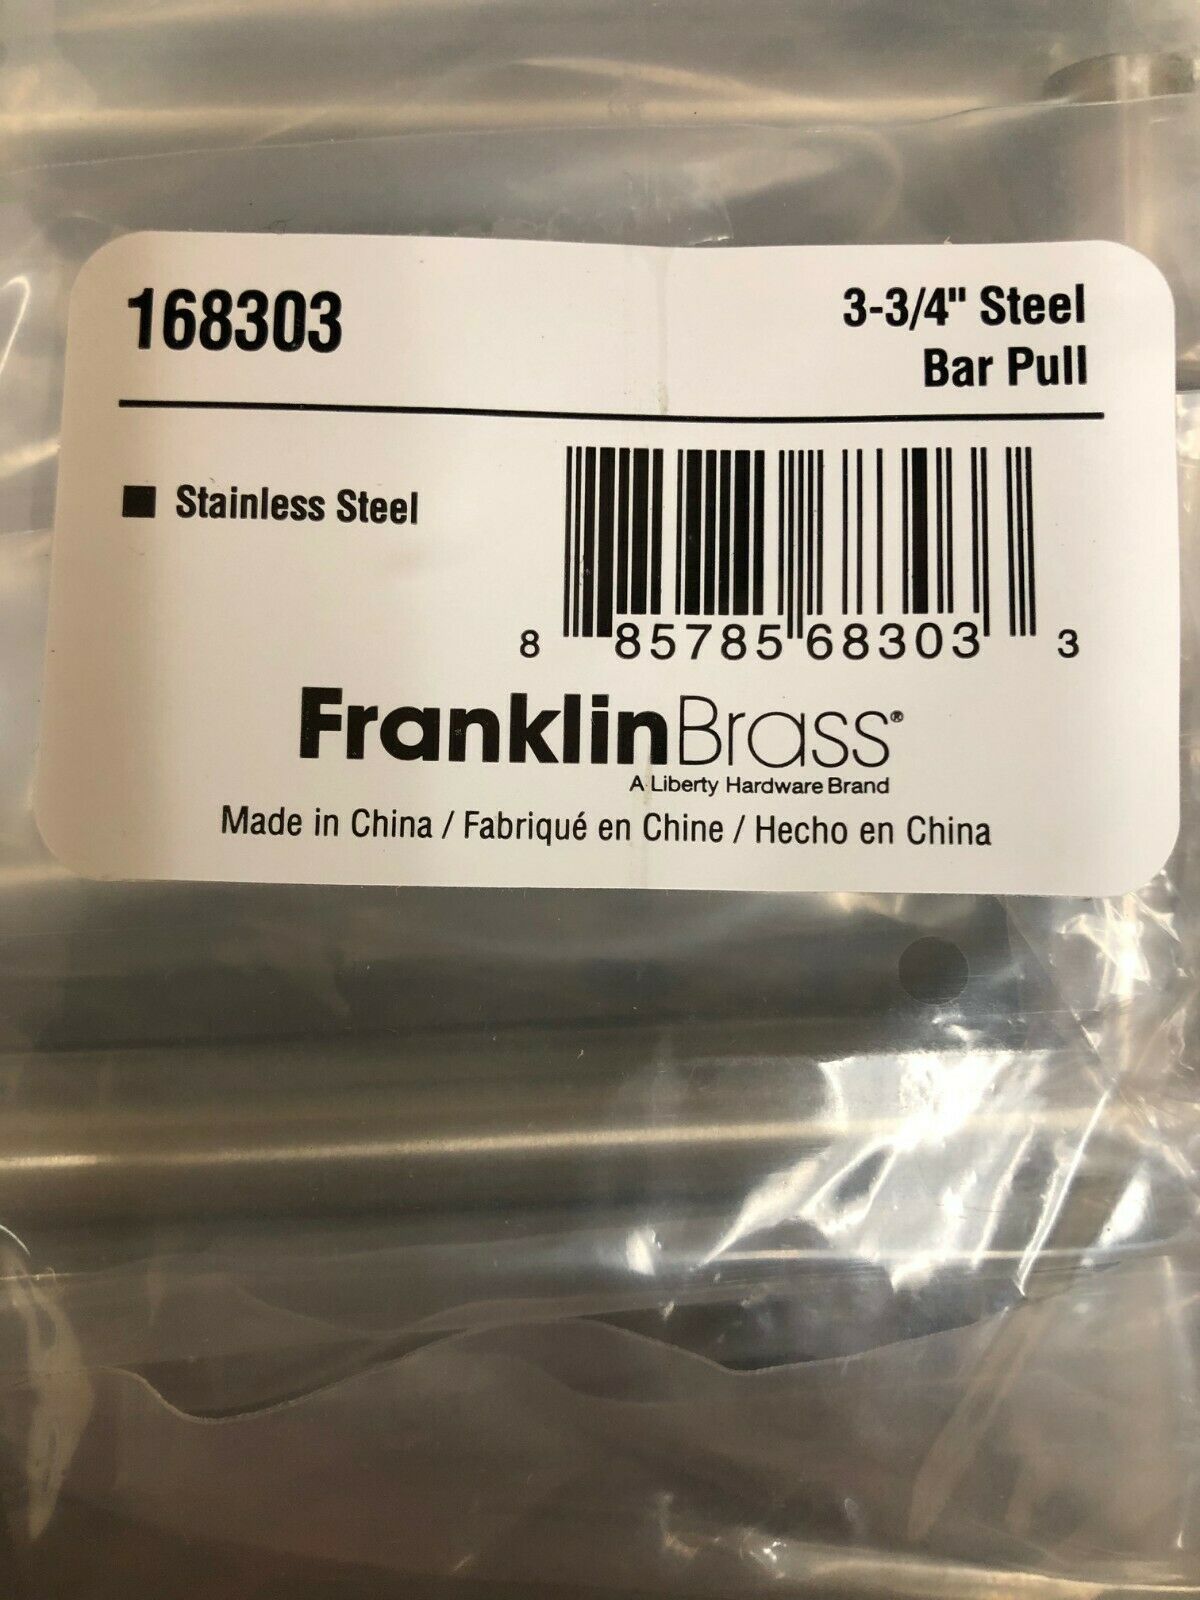 168303
3-3/4" Steel
Bar Pull
■ Stainless Steel
8 85785 68303 3
FranklinBrass®
A Liberty Hardware Brand
Made in China / Fabriqué en Chine / Hecho en China